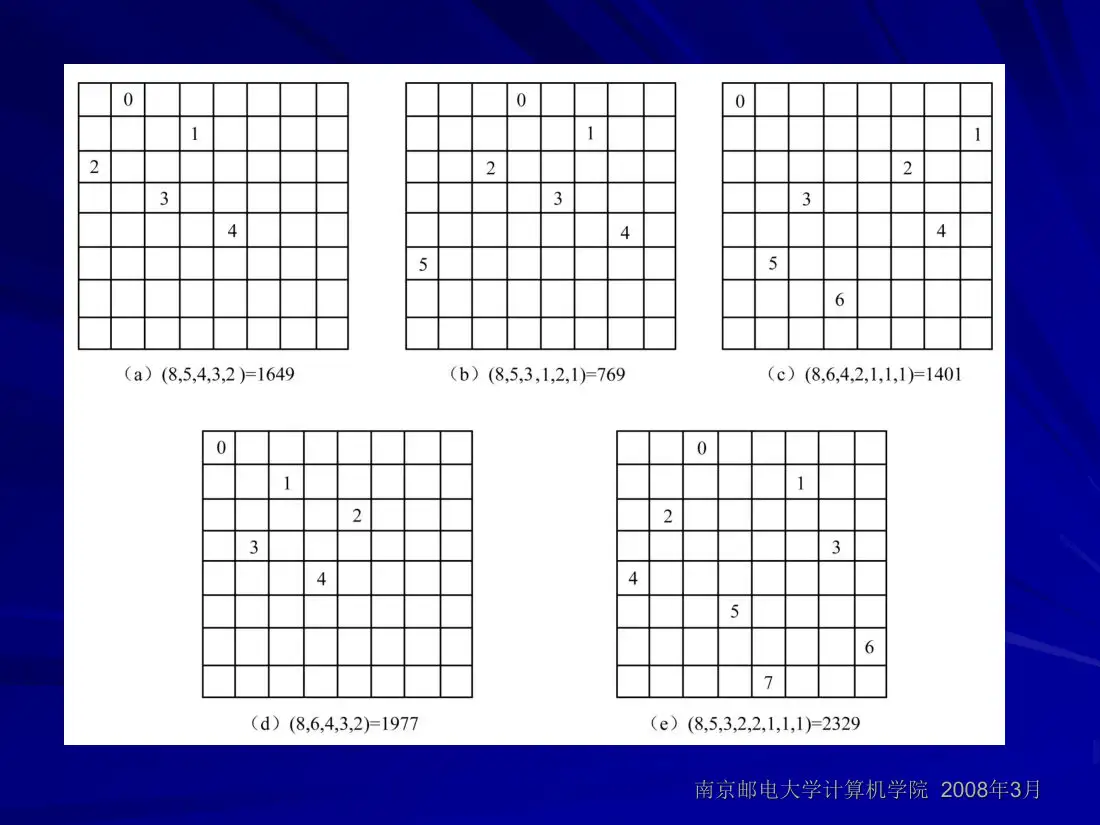 0 0 0
1 1 1
2 2 2
3 3 3
4 4 4
5 5
6
(a)(8,5,4,3,2 )=1649 (b)(8,5,3,1,2,1)=769 (c)(8,6,4,2,1,1,1)=1401
0 0
1 1
2 2
3 3
4 4
5
6
7
(d)(8,6,4,3,2)=1977 (e)(8,5,3,2,2,1,1,1)=2329
南京邮电大学计算机学院 2008年3月